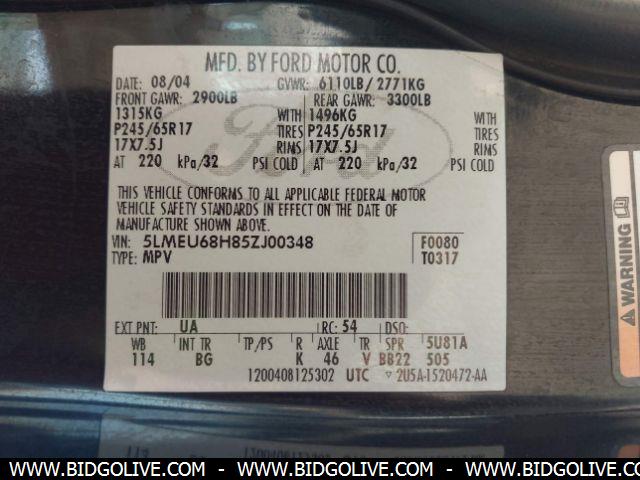 MFD. BY FORD MOTOR CO.
DATE: 08/04 GVWR: 6110LB/ 2771KG
FRONT GAWR: 2900LB REAR GAWR: 3300LB
1315KG WITH 1496KG WITH
P245/65R17 TIRES P245/65R17 TIRES
17X7.5J RIMS 17X7.5J RIMS
AT 220 kPa/32 PSI COLD AT 220 kPa/32 PSI COLD
Ford
THIS VEHICLE CONFORMS TO ALL APPLICABLE FEDERAL MOTOR
VEHICLE SAFETY STANDARDS IN EFFECT ON THE DATE OF
MANUFACTURE SHOWN ABOVE.
VIN: 5LMEU68H85ZJ00348 F0080
TYPE: MPV T0317
EXT PNT: UA RC: 54 DSO:
WB INT TR TP/PS R AXLE TR SPR 5U81A
114 BG K 46 V BB22 505
1200408125302 UTC ▽ 2U5A-1520472-AA
WARNING
WWW.BIDGOLIVE.COM - WWW.BIDGOLIVE.COM - WWW.BIDGOLIVE.COM